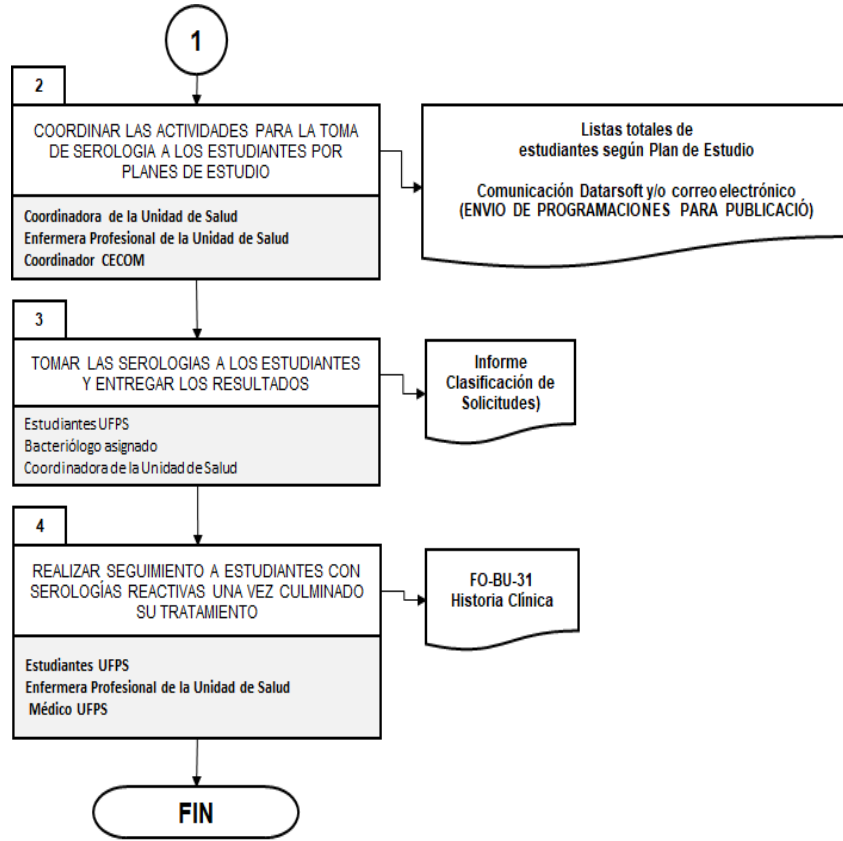 1
2
COORDINAR LAS ACTIVIDADES PARA LA TOMA
DE SEROLOGIA A LOS ESTUDIANTES POR
PLANES DE ESTUDIO
Coordinadora de la Unidad de Salud
Enfermera Profesional de la Unidad de Salud
Coordinador CECOM
Listas totales de
estudiantes según Plan de Estudio
Comunicación Datarsoft y/o correo electrónico
(ENVIO DE PROGRAMACIONES PARA PUBLICACIÓ)
3
TOMAR LAS SEROLOGIAS A LOS ESTUDIANTES
Y ENTREGAR LOS RESULTADOS
Estudiantes UFPS
Bacteriólogo asignado
Coordinadora de la Unidad de Salud
Informe
Clasificación de
Solicitudes)
4
REALIZAR SEGUIMIENTO A ESTUDIANTES CON
SEROLOGÍAS REACTIVAS UNA VEZ CULMINADO
SU TRATAMIENTO
Estudiantes UFPS
Enfermera Profesional de la Unidad de Salud
Médico UFPS
FO-BU-31
Historia Clínica
FIN